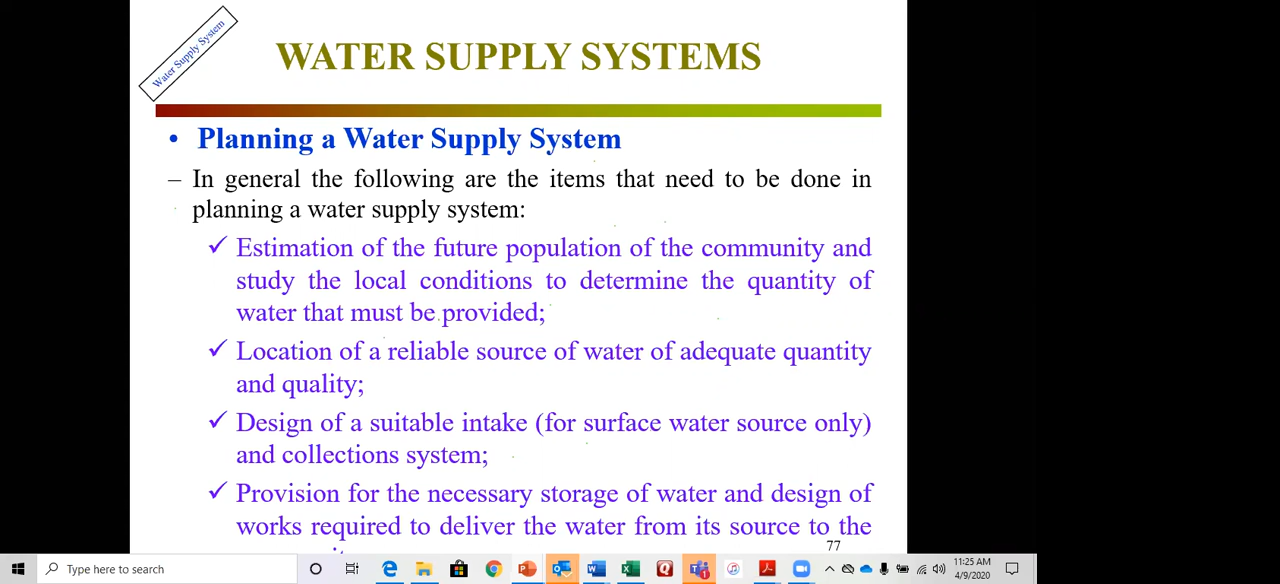 Water Supply System
WATER SUPPLY SYSTEMS
• Planning a Water Supply System
– In general the following are the items that need to be done in
planning a water supply system:
✓ Estimation of the future population of the community and
study the local conditions to determine the quantity of
water that must be provided;
✓ Location of a reliable source of water of adequate quantity
and quality;
✓ Design of a suitable intake (for surface water source only)
and collections system;
✓ Provision for the necessary storage of water and design of
works required to deliver the water from its source to the
77
Type here to search
11:25 AM
4/9/2020